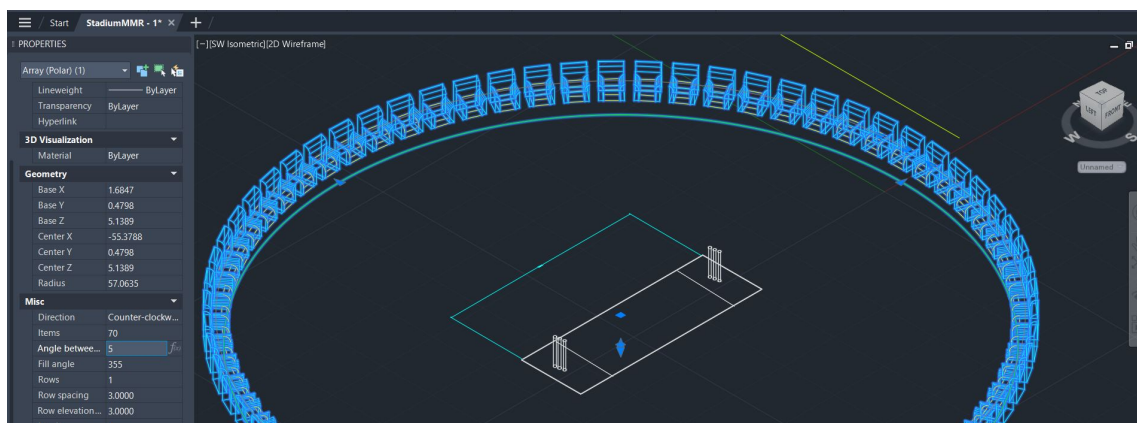 Start StadiumMMR - 1* × +
PROPERTIES
[−][SW Isometric][2D Wireframe]
Array (Polar) (1)
Lineweight ByLayer
Transparency ByLayer
Hyperlink
3D Visualization
Material ByLayer
Geometry
Base X 1.6847
Base Y 0.4798
Base Z 5.1389
Center X -55.3788
Center Y 0.4798
Center Z 5.1389
Radius 57.0635
Misc
Direction Counter-clockw...
Items 70
Angle betwee... 5
Fill angle 355
Rows 1
Row spacing 3.0000
Row elevation... 3.0000
TOP
LEFT FRONT
W S
Unnamed